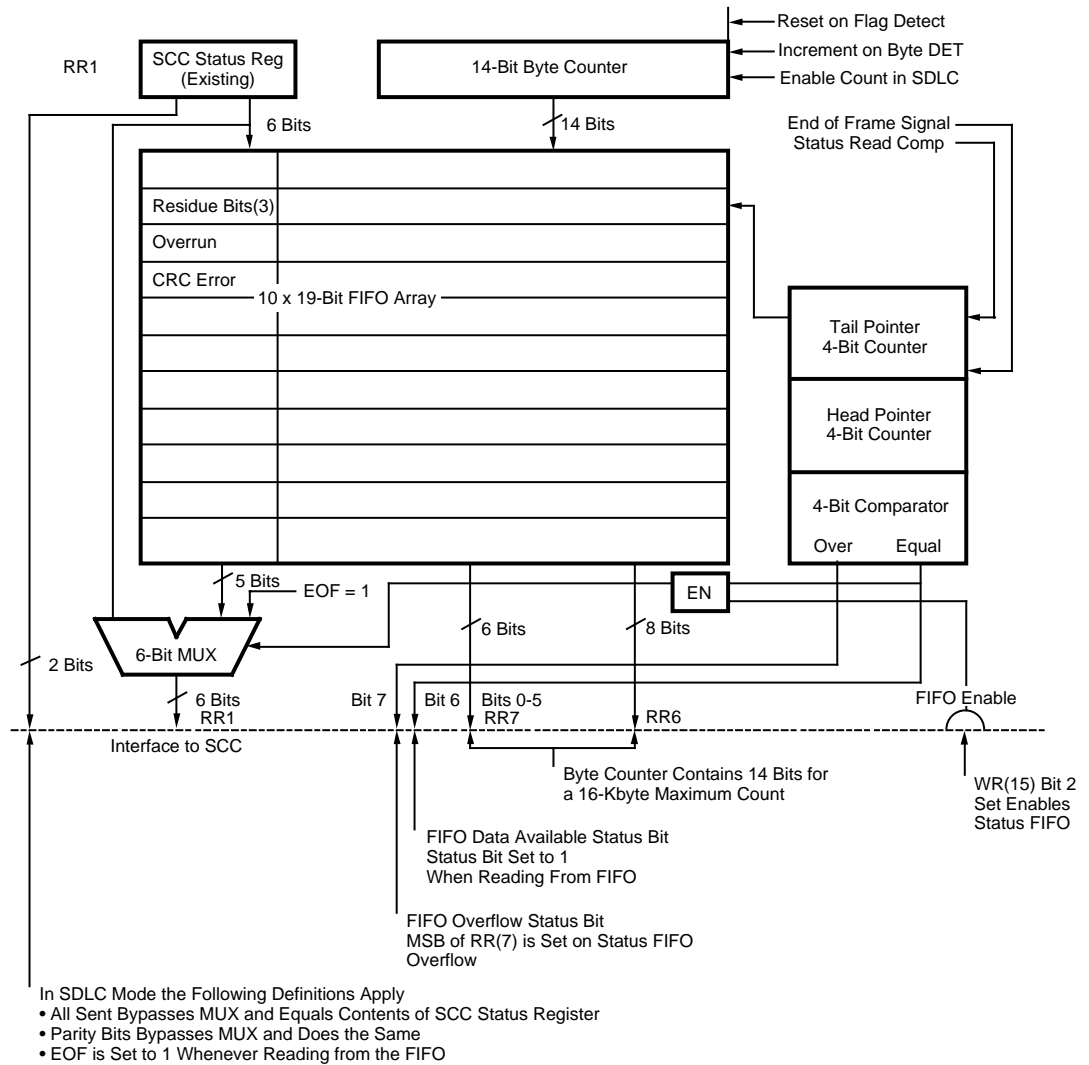 Reset on Flag Detect
RR1
SCC Status Reg
(Existing)
14-Bit Byte Counter
Increment on Byte DET
Enable Count in SDLC
6 Bits
14 Bits
End of Frame Signal
Status Read Comp
Residue Bits(3)
Overrun
CRC Error
10 x 19-Bit FIFO Array
Tail Pointer
4-Bit Counter
Head Pointer
4-Bit Counter
4-Bit Comparator
Over Equal
5 Bits
EOF = 1
EN
6-Bit MUX
6 Bits
8 Bits
2 Bits
6 Bits
RR1
Bit 7
Bit 6
Bits 0-5
RR7
RR6
FIFO Enable
Interface to SCC
Byte Counter Contains 14 Bits for
a 16-Kbyte Maximum Count
WR(15) Bit 2
Set Enables
Status FIFO
FIFO Data Available Status Bit
Status Bit Set to 1
When Reading From FIFO
FIFO Overflow Status Bit
MSB of RR(7) is Set on Status FIFO
Overflow
In SDLC Mode the Following Definitions Apply
• All Sent Bypasses MUX and Equals Contents of SCC Status Register
• Parity Bits Bypasses MUX and Does the Same
• EOF is Set to 1 Whenever Reading from the FIFO